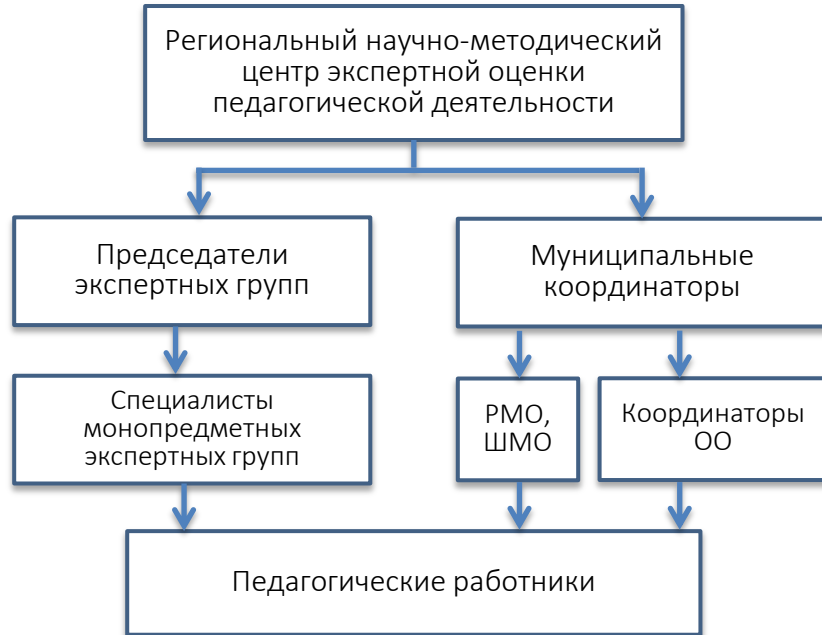 Региональный научно-методический
центр экспертной оценки
педагогической деятельности
Председатели
экспертных групп
Муниципальные
координаторы
Специалисты
монопредметных
экспертных групп
РМО,
ШМО
Координаторы
ОО
Педагогические работники